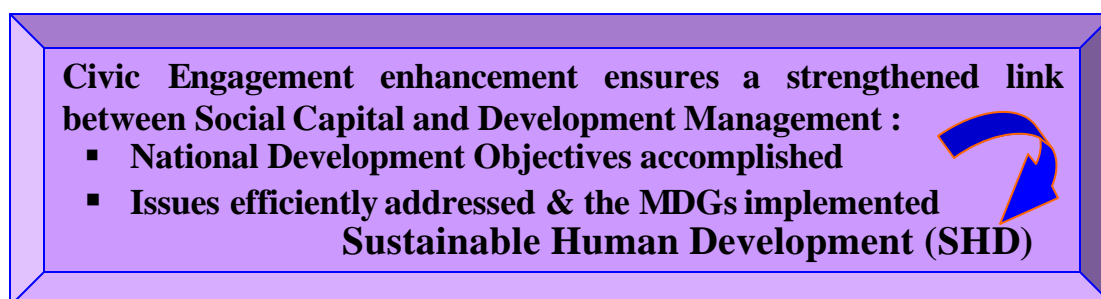 Civic Engagement enhancement ensures a strengthened link
between Social Capital and Development Management :
▪ National Development Objectives accomplished
▪ Issues efficiently addressed & the MDGs implemented
Sustainable Human Development (SHD)